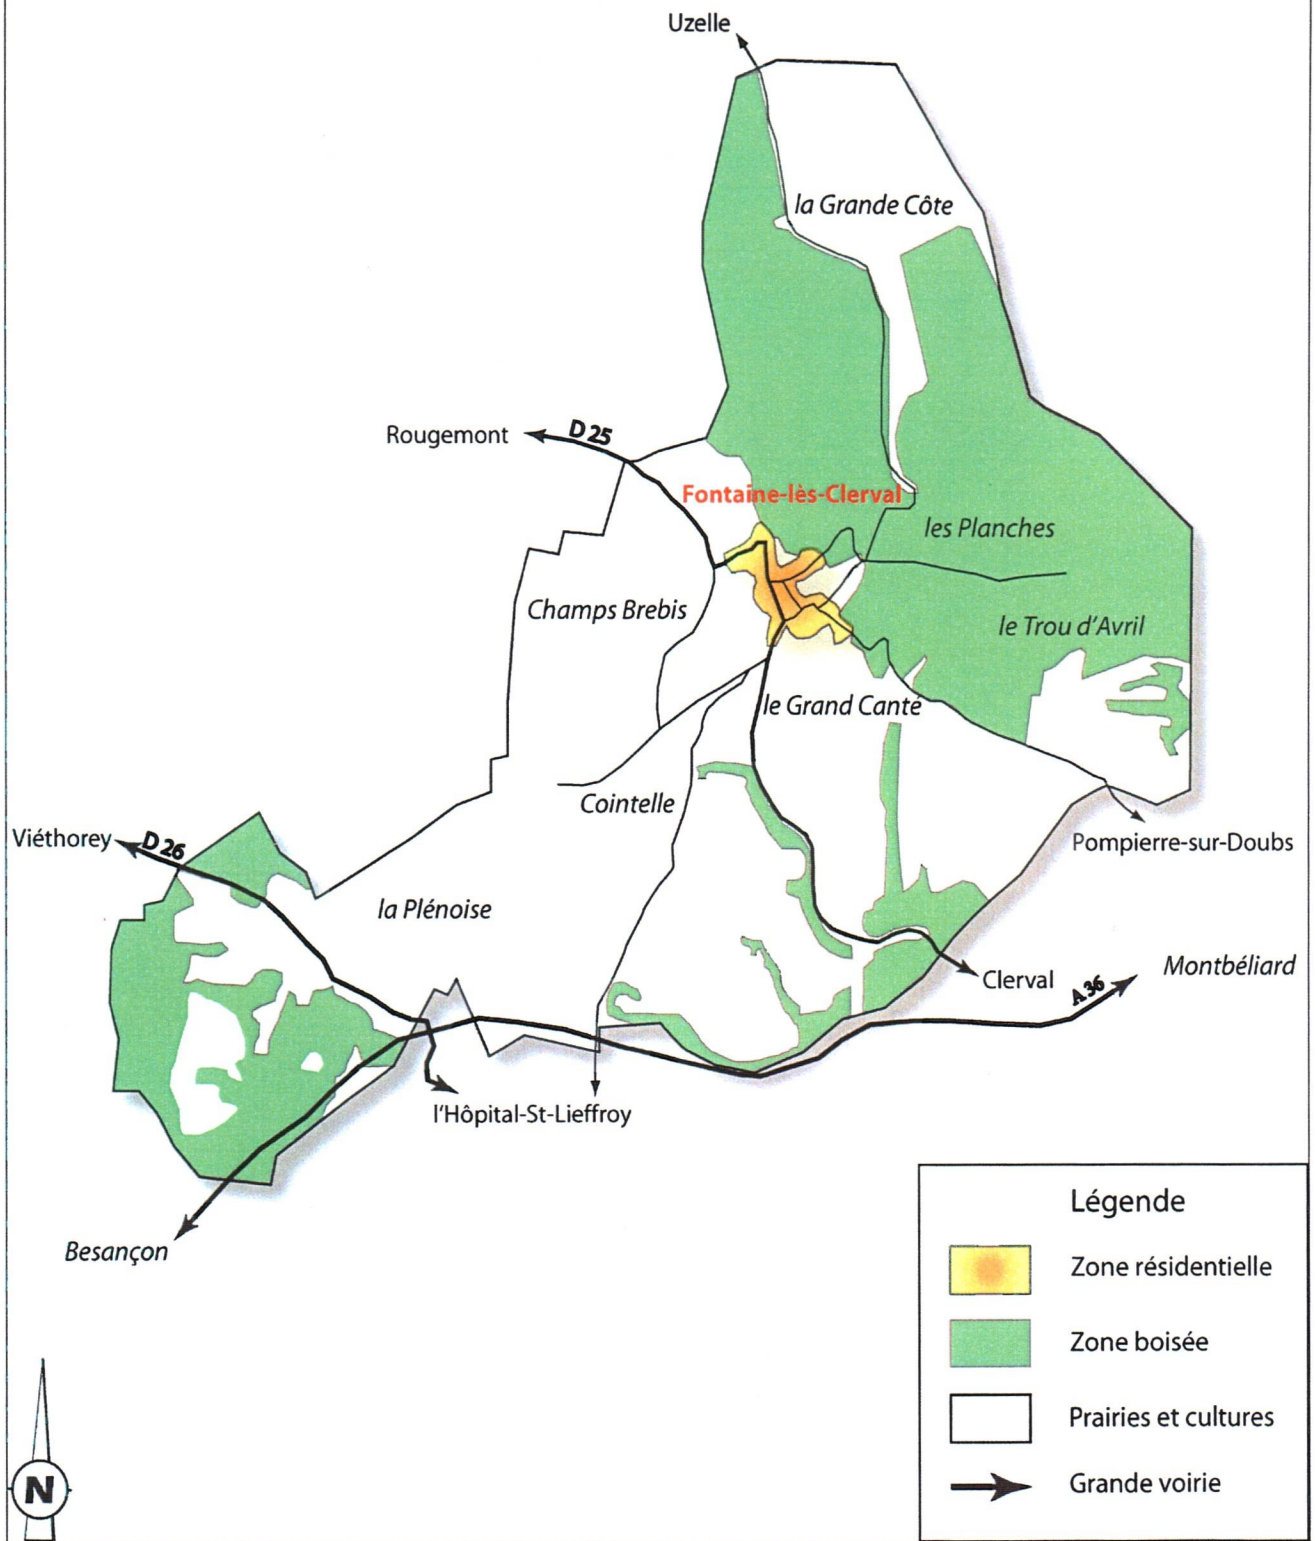 Uzelle
la Grande Côte
Rougemont
D 25
Fontaine-lès-Clerval
les Planches
Champs Brebis
le Trou d'Avril
le Grand Canté
Cointelle
Viéthorey
D 26
Pompierre-sur-Doubs
la Plénoise
Montbéliard
Clerval
A 36
l'Hôpital-St-Lieffroy
Besançon
Légende
Zone résidentielle
Zone boisée
Prairies et cultures
Grande voirie
N